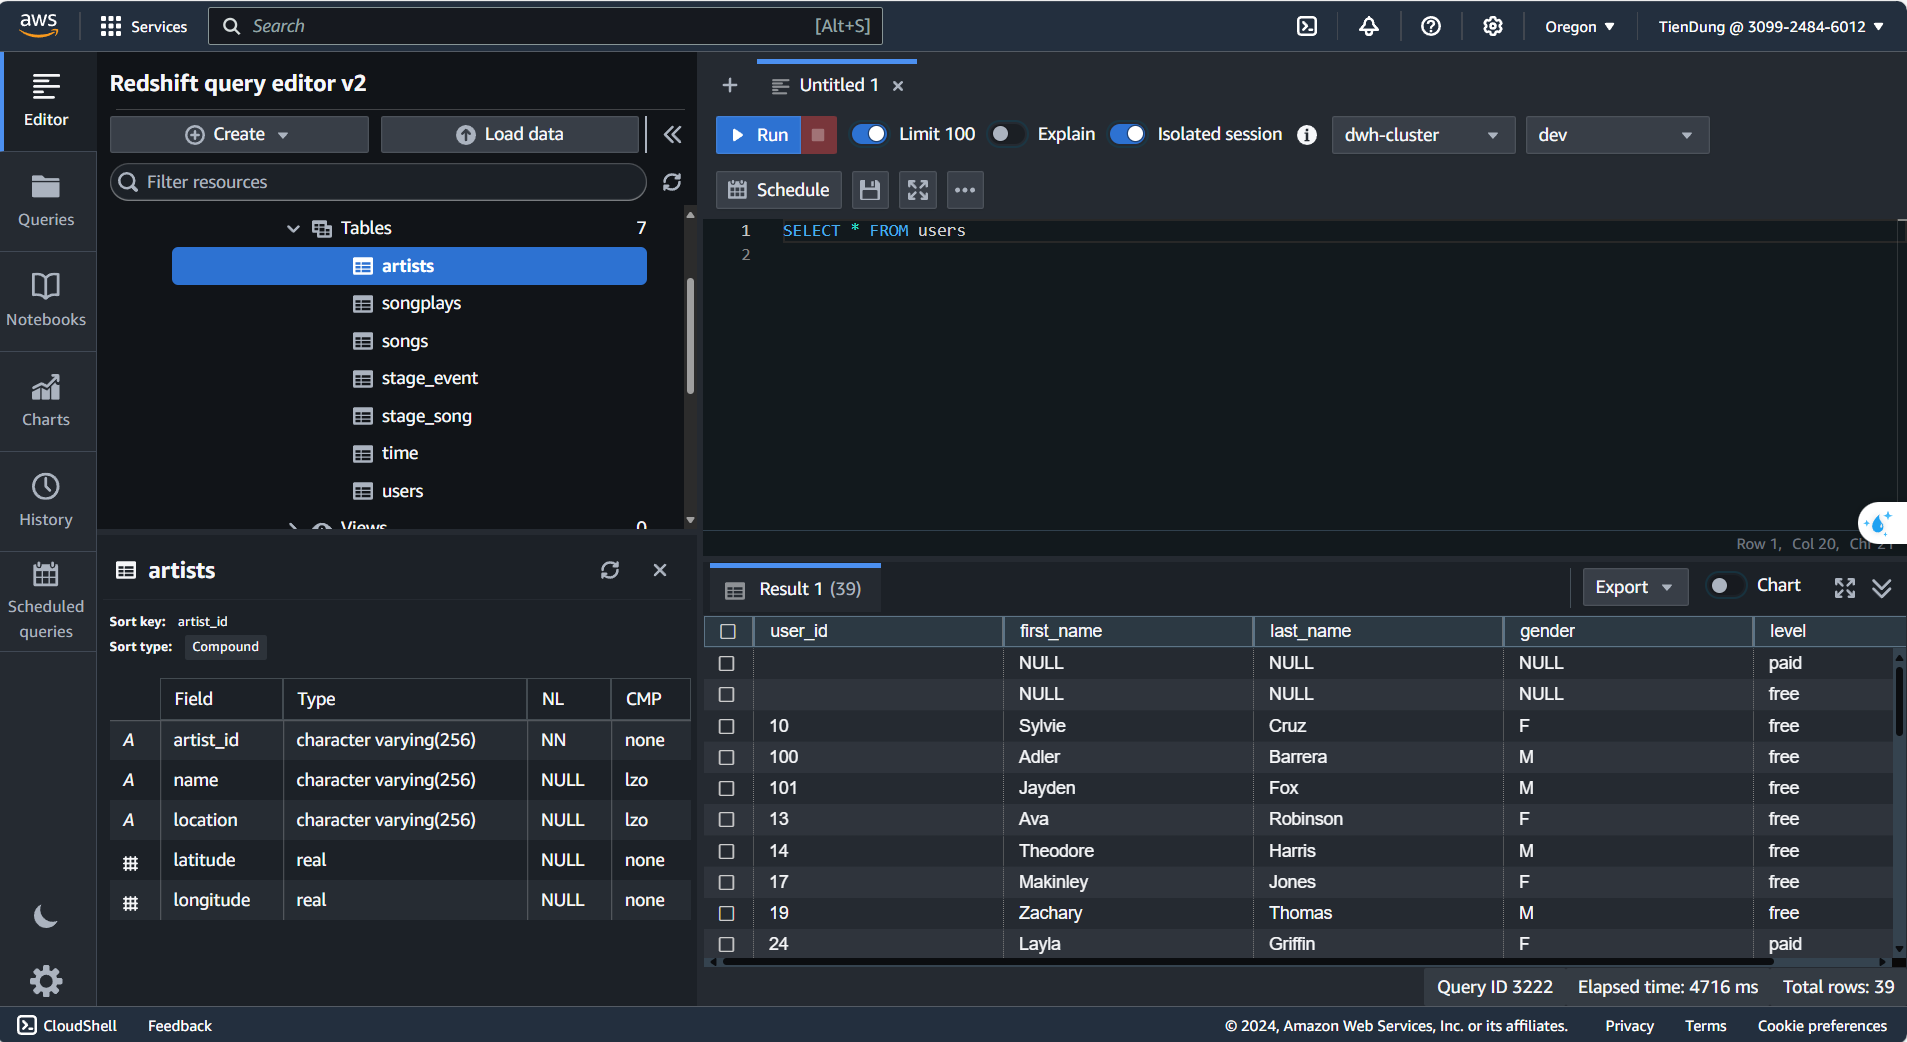 aws
Services
Search
[Alt+S]
Oregon
TienDung @ 3099-2484-6012
Editor
Queries
Notebooks
Charts
History
Scheduled
queries
Redshift query editor v2
Create
Load data
Filter resources
Tables 7
artists
songplays
songs
stage_event
stage_song
time
users
Views 0
artists
Sort key: artist_id
Sort type: Compound
Field Type NL CMP
A artist_id character varying(256) NN none
A name character varying(256) NULL lzo
A location character varying(256) NULL lzo
latitude real NULL none
longitude real NULL none
Untitled 1
Run
Limit 100
Explain
Isolated session
dwh-cluster
dev
Schedule
1 SELECT * FROM users
2
Row 1, Col 20, Chr 21
Result 1 (39)
Export
Chart
user_id first_name last_name gender level
NULL NULL NULL paid
NULL NULL NULL free
10 Sylvie Cruz F free
100 Adler Barrera M free
101 Jayden Fox M free
13 Ava Robinson F free
14 Theodore Harris M free
17 Makinley Jones F free
19 Zachary Thomas M free
24 Layla Griffin F paid
Query ID 3222 Elapsed time: 4716 ms Total rows: 39
CloudShell
Feedback
© 2024, Amazon Web Services, Inc. or its affiliates.
Privacy
Terms
Cookie preferences